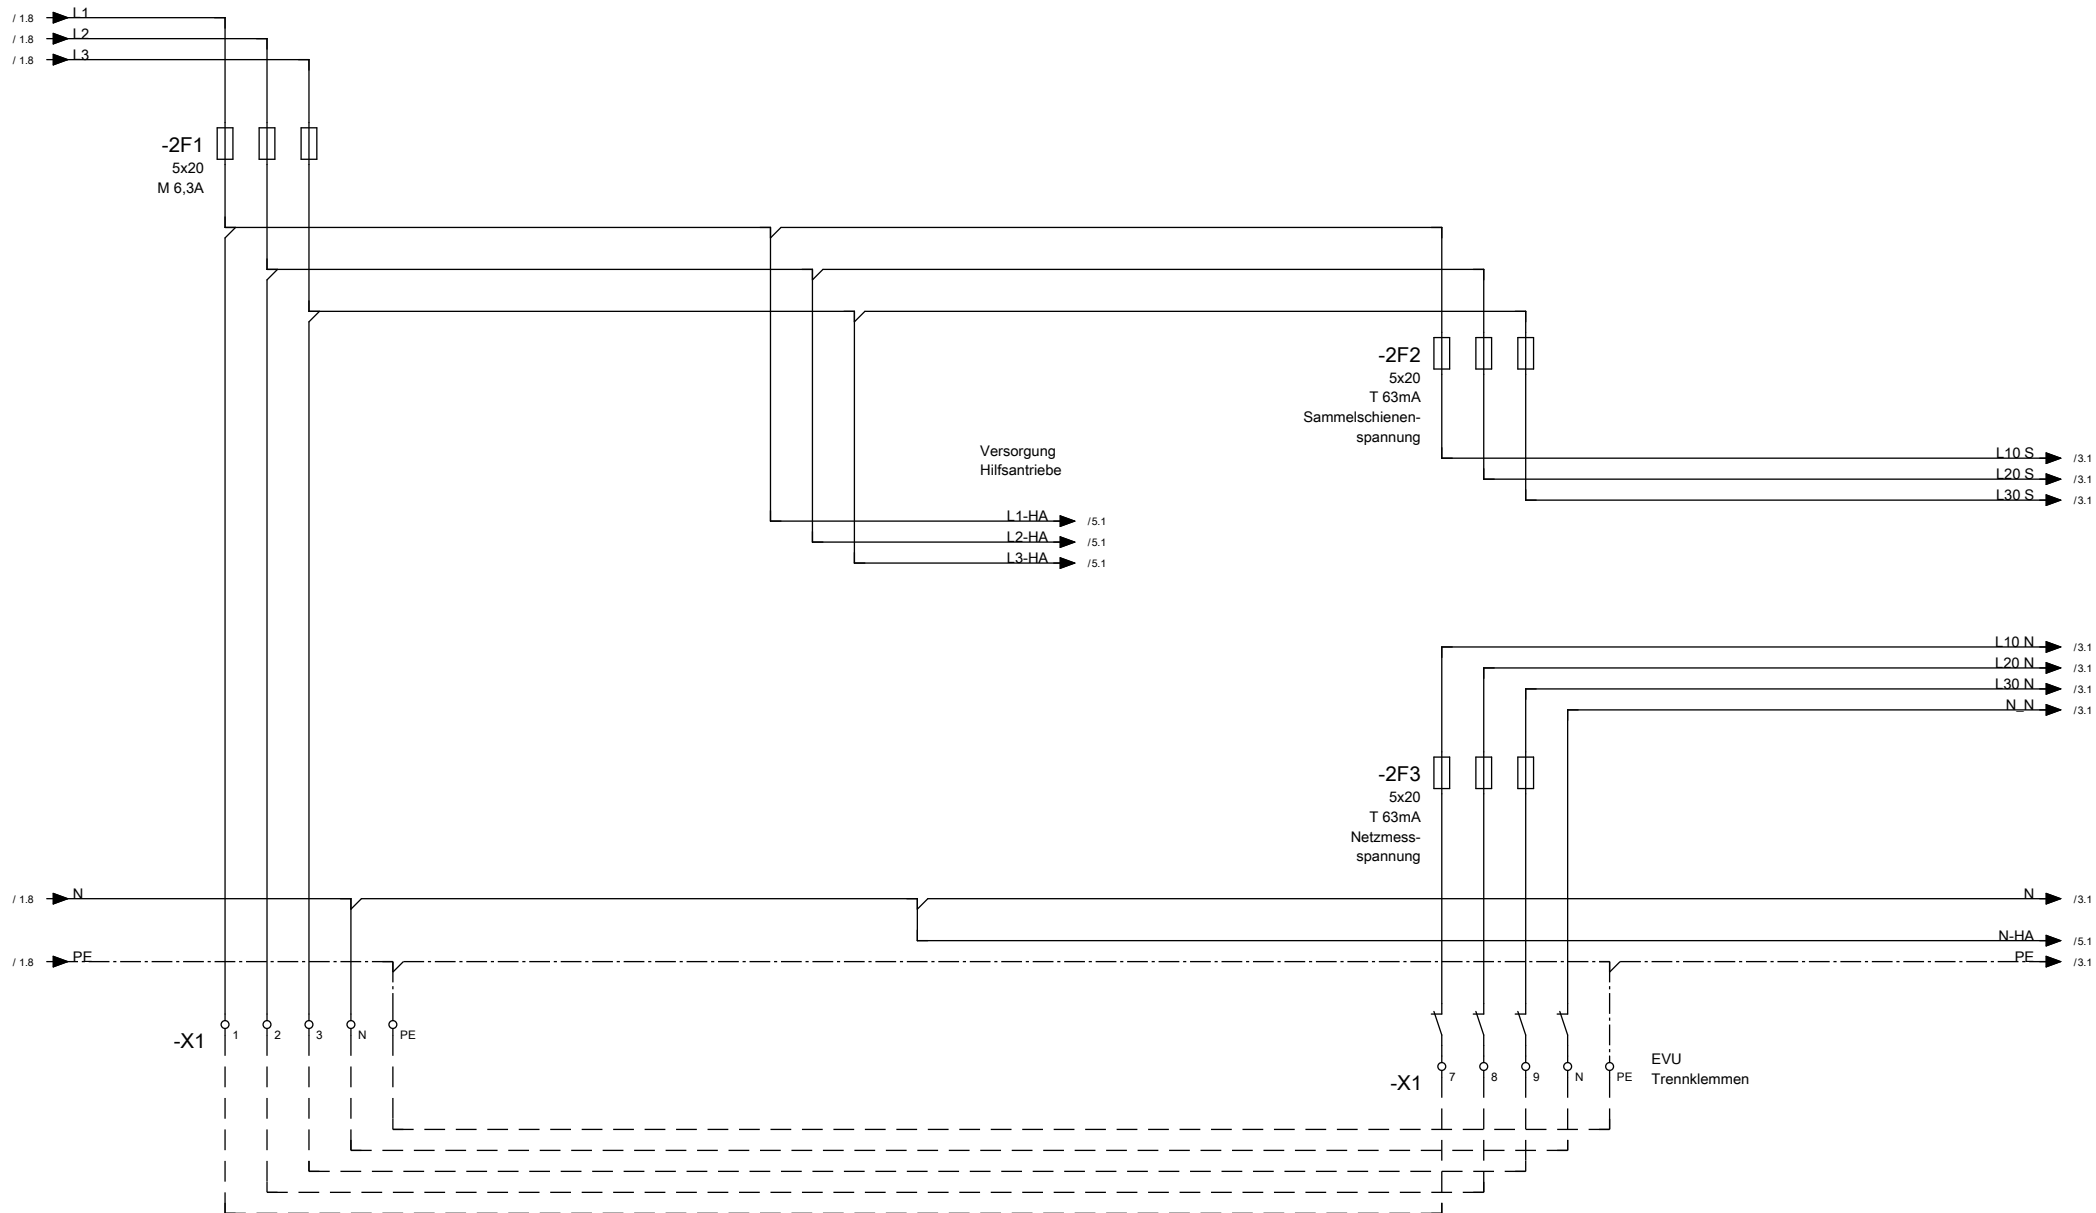 / 1.8 L1
/ 1.8 L2
/ 1.8 L3
-2F1
5x20
M 6,3A
-2F2
5x20
T 63mA
Sammelschienen-
spannung
Versorgung
Hilfsantriebe
L10 S /3.1
L20 S /3.1
L30 S /3.1
L1-HA /5.1
L2-HA /5.1
L3-HA /5.1
L10 N /3.1
L20 N /3.1
L30 N /3.1
N_N /3.1
-2F3
5x20
T 63mA
Netzmess-
spannung
/ 1.8 N N /3.1
N-HA /5.1
/ 1.8 PE PE /3.1
-X1 1 2 3 N PE
-X1 7 8 9 N PE
EVU
Trennklemmen